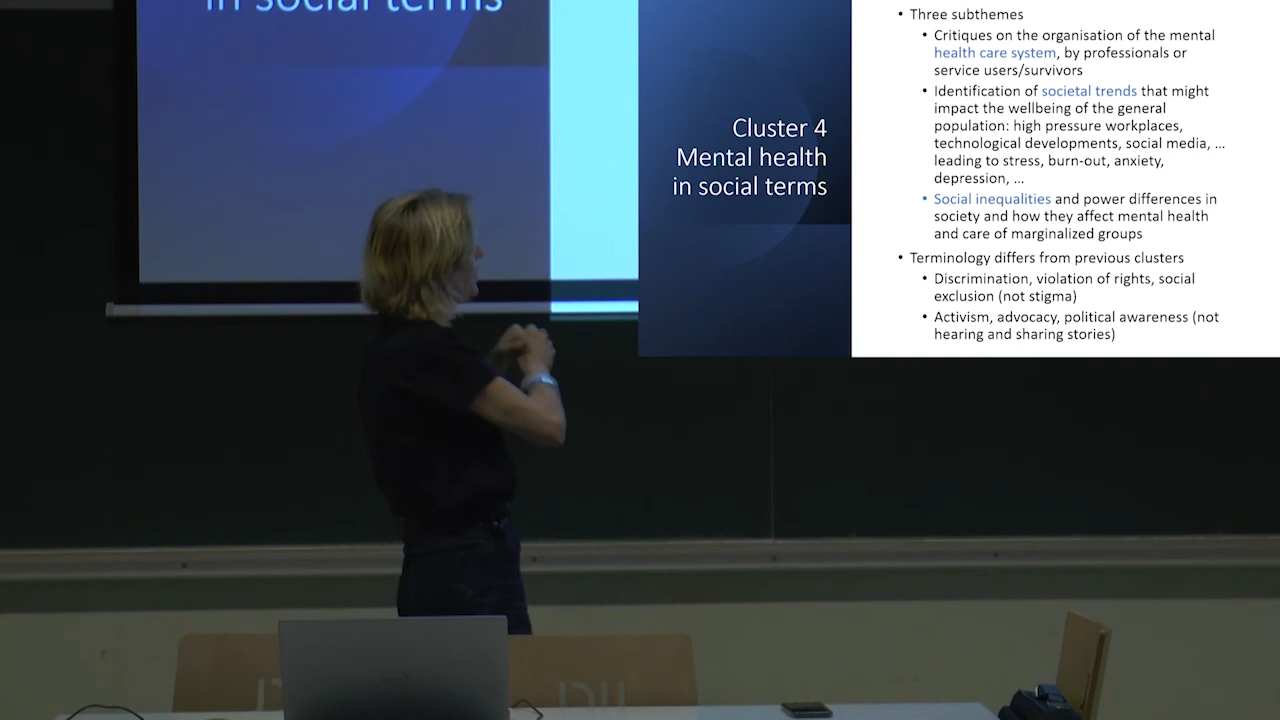 in social terms
Cluster 4
Mental health
in social terms
• Three subthemes
• Critiques on the organisation of the mental
health care system, by professionals or
service users/survivors
• Identification of societal trends that might
impact the wellbeing of the general
population: high pressure workplaces,
technological developments, social media, …
leading to stress, burn-out, anxiety,
depression, …
• Social inequalities and power differences in
society and how they affect mental health
and care of marginalized groups
• Terminology differs from previous clusters
• Discrimination, violation of rights, social
exclusion (not stigma)
• Activism, advocacy, political awareness (not
hearing and sharing stories)